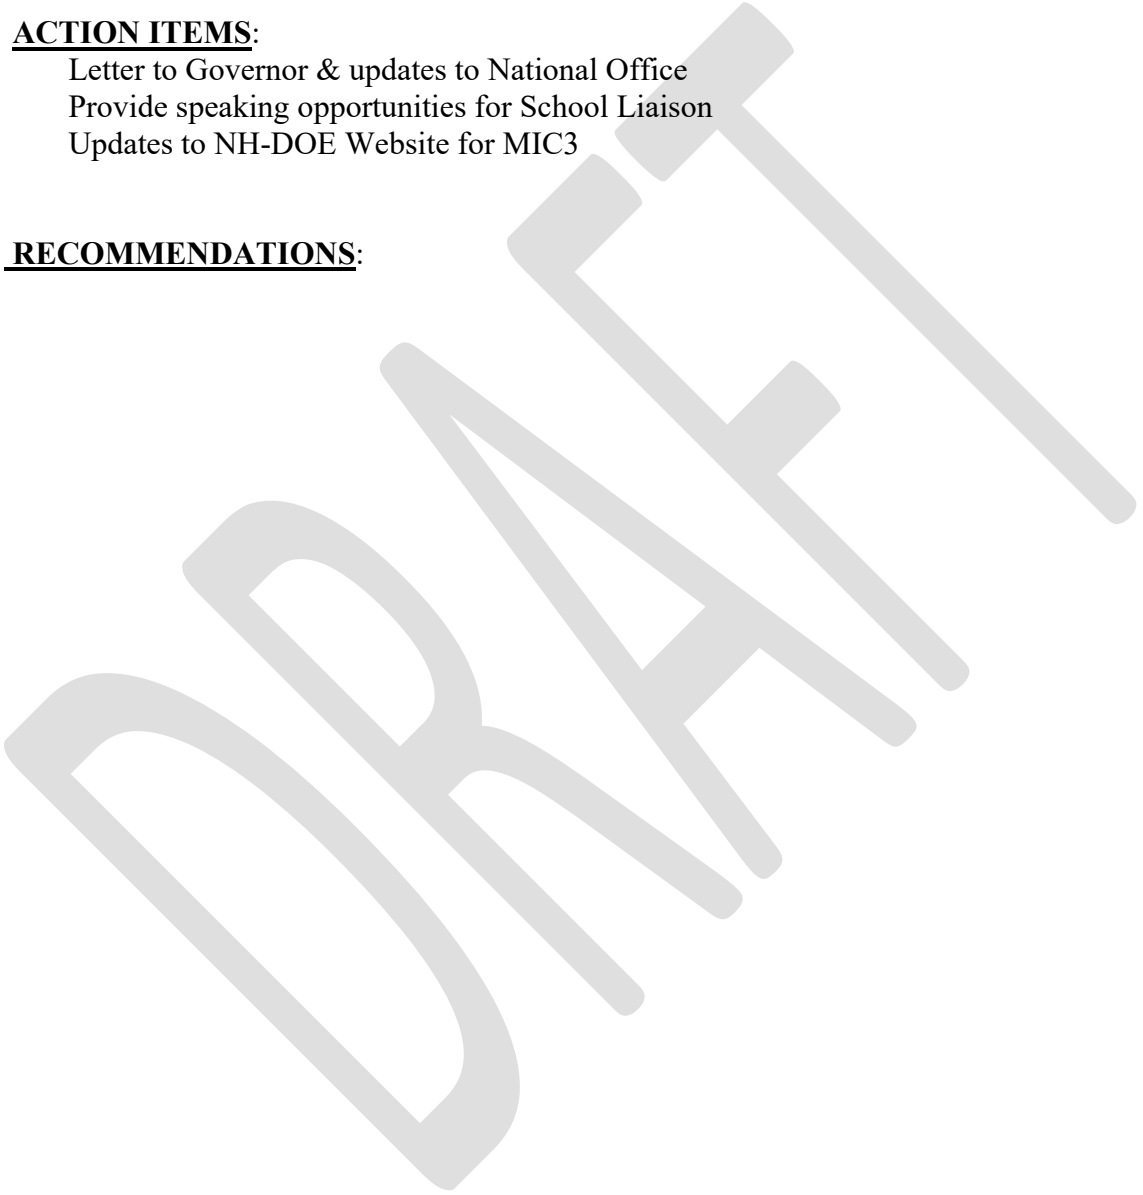 ACTION ITEMS:
Letter to Governor & updates to National Office
Provide speaking opportunities for School Liaison
Updates to NH-DOE Website for MIC3
RECOMMENDATIONS:
DRAFT